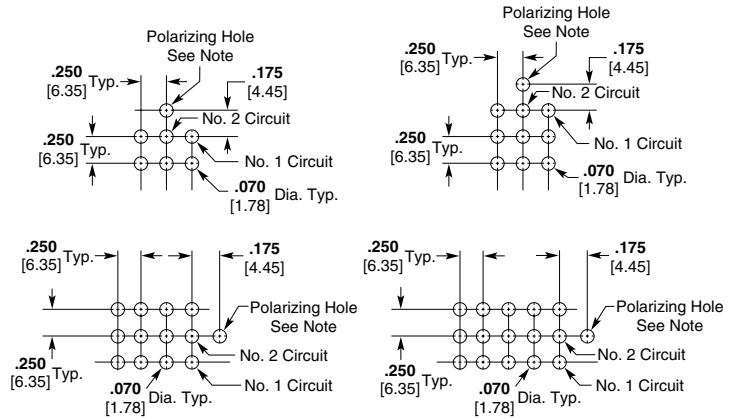 Polarizing Hole
See Note
.250
[6.35]
Typ.
.175
[4.45]
No. 2 Circuit
.250
[6.35]
Typ.
No. 1 Circuit
.070
[1.78]
Dia. Typ.
Polarizing Hole
See Note
.250
[6.35]
Typ.
.175
[4.45]
No. 2 Circuit
.250
[6.35]
Typ.
No. 1 Circuit
.070
[1.78]
Dia. Typ.
.250
[6.35]
Typ.
.175
[4.45]
Polarizing Hole
See Note
No. 2 Circuit
.250
[6.35]
Typ.
No. 1 Circuit
.070
[1.78]
Dia. Typ.
.250
[6.35]
Typ.
.175
[4.45]
Polarizing Hole
See Note
No. 2 Circuit
.250
[6.35]
Typ.
No. 1 Circuit
.070
[1.78]
Dia. Typ.